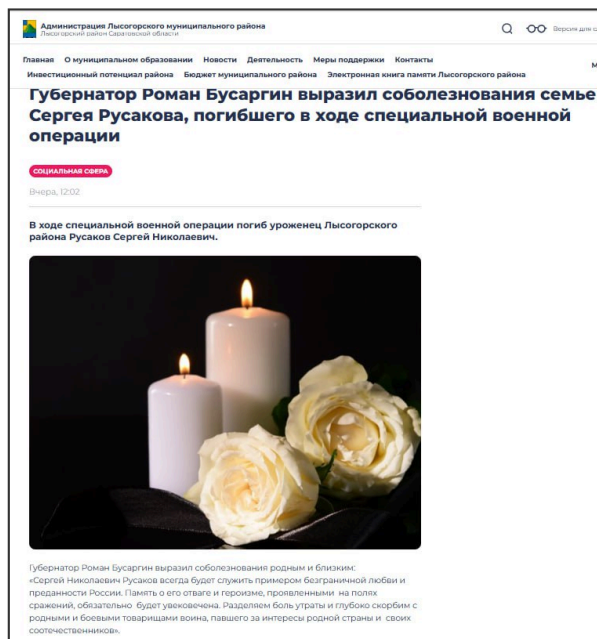 Администрация Лысогорского муниципального района
Лысогорский район Саратовской области
Версия для
Главная О муниципальном образовании Новости Деятельность Меры поддержки Контакты
Инвестиционный потенциал района Бюджет муниципального района Электронная книга памяти Лысогорского района
Губернатор Роман Бусаргин выразил соболезнования семье
Сергея Русакова, погибшего в ходе специальной военной
операции
СОЦИАЛЬНАЯ СФЕРА
Вчера, 12:02
В ходе специальной военной операции погиб уроженец Лысогорского
района Русаков Сергей Николаевич.
Губернатор Роман Бусаргин выразил соболезнования родным и близким:
«Сергей Николаевич Русаков всегда будет служить примером безграничной любви и
преданности России. Память о его отваге и героизме, проявленными на полях
сражений, обязательно будет увековечена. Разделяем боль утраты и глубоко скорбим с
родными и боевыми товарищами воина, павшего за интересы родной страны и своих
соотечественников».